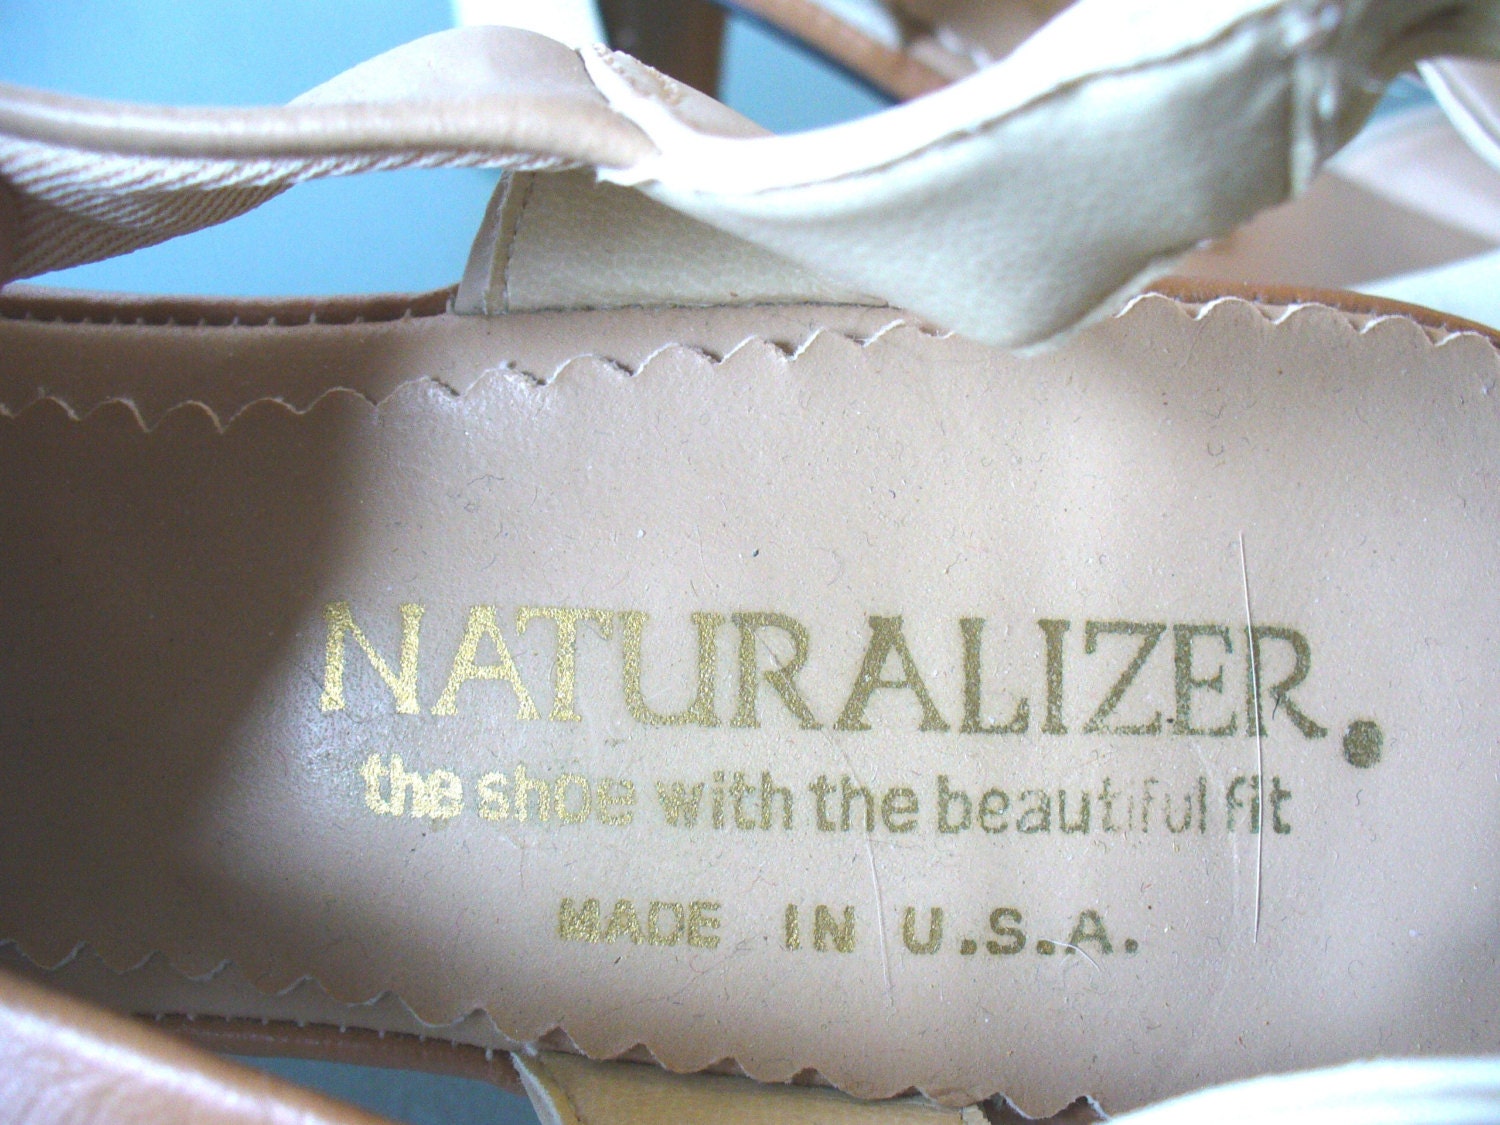 NATURALIZER.
the shoe with the beautiful fit
MADE IN U.S.A.